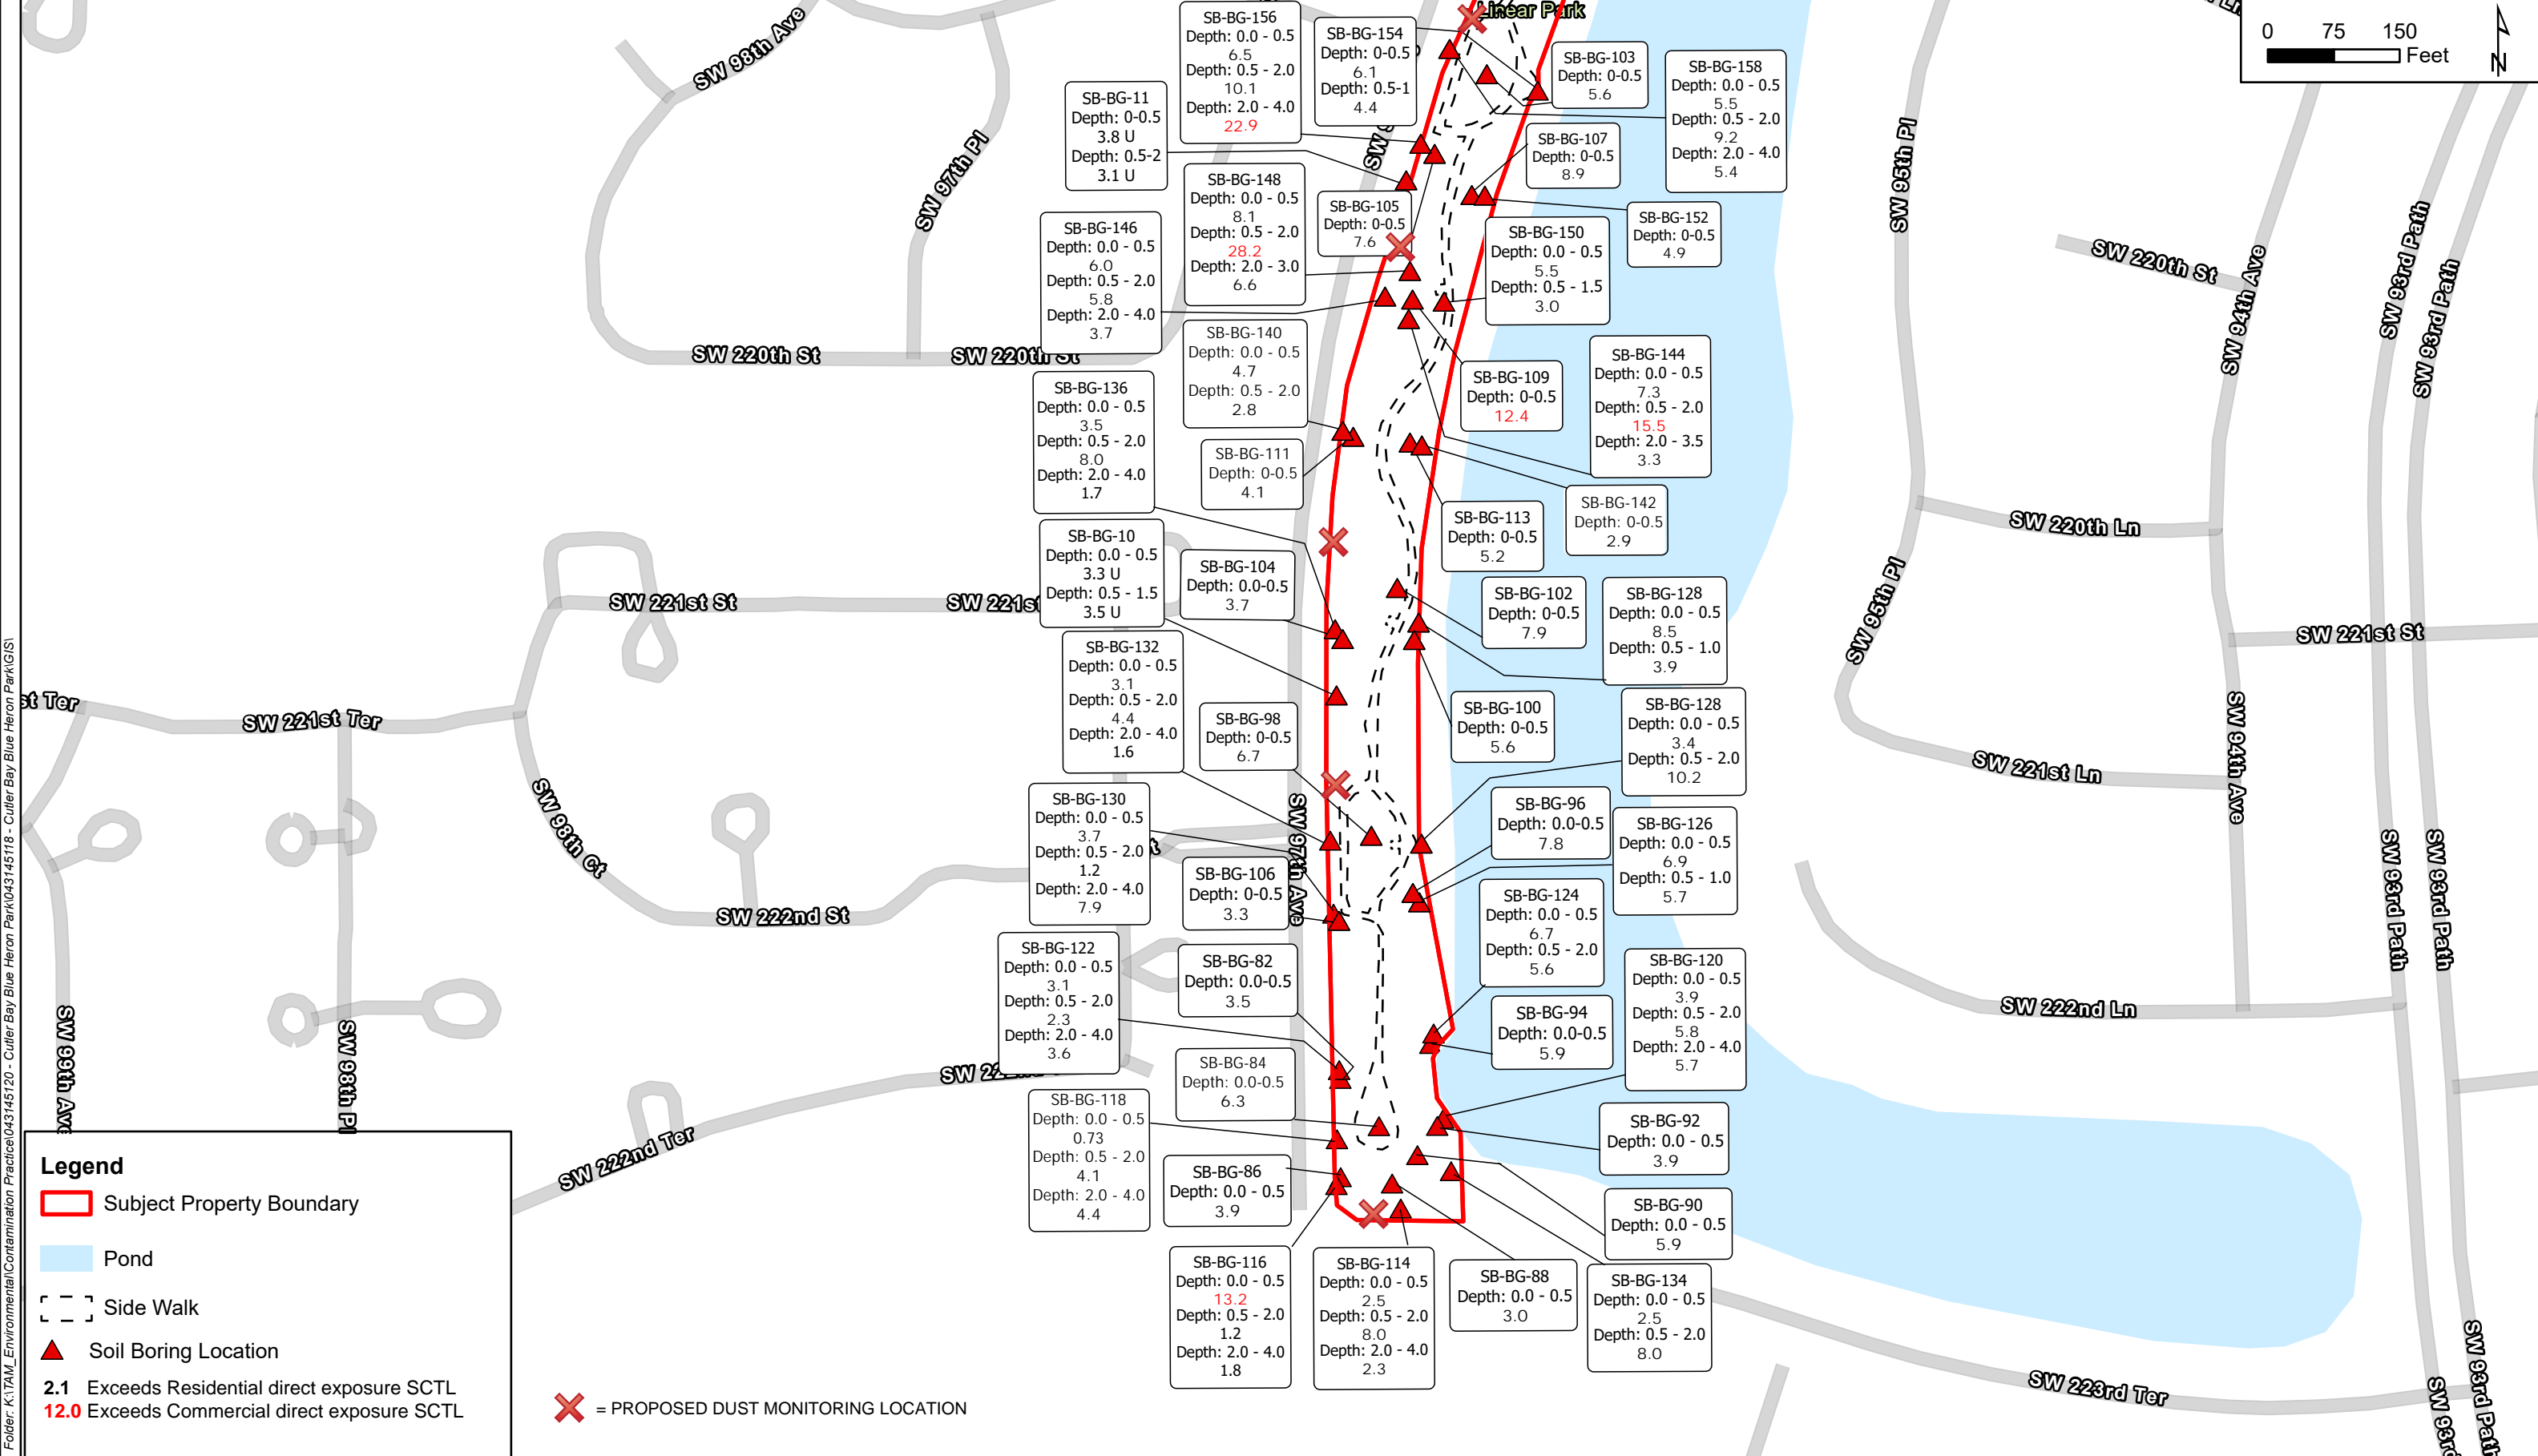 Linear Park
0 75 150
Feet
N
SB-BG-156
Depth: 0.0 - 0.5
6.5
Depth: 0.5 - 2.0
10.1
Depth: 2.0 - 4.0
22.9
SB-BG-154
Depth: 0-0.5
6.1
Depth: 0.5-1
4.4
SB-BG-103
Depth: 0-0.5
5.6
SB-BG-158
Depth: 0.0 - 0.5
5.5
Depth: 0.5 - 2.0
9.2
Depth: 2.0 - 4.0
5.4
SB-BG-11
Depth: 0-0.5
3.8 U
Depth: 0.5-2
3.1 U
SB-BG-107
Depth: 0-0.5
8.9
SB-BG-148
Depth: 0.0 - 0.5
8.1
Depth: 0.5 - 2.0
28.2
Depth: 2.0 - 3.0
6.6
SB-BG-105
Depth: 0-0.5
7.6
SB-BG-152
Depth: 0-0.5
4.9
SB-BG-146
Depth: 0.0 - 0.5
6.0
Depth: 0.5 - 2.0
5.8
Depth: 2.0 - 4.0
3.7
SB-BG-150
Depth: 0.0 - 0.5
5.5
Depth: 0.5 - 1.5
3.0
SB-BG-140
Depth: 0.0 - 0.5
4.7
Depth: 0.5 - 2.0
2.8
SB-BG-109
Depth: 0-0.5
12.4
SB-BG-144
Depth: 0.0 - 0.5
7.3
Depth: 0.5 - 2.0
15.5
Depth: 2.0 - 3.5
3.3
SB-BG-136
Depth: 0.0 - 0.5
3.5
Depth: 0.5 - 2.0
8.0
Depth: 2.0 - 4.0
1.7
SB-BG-111
Depth: 0-0.5
4.1
SB-BG-113
Depth: 0-0.5
5.2
SB-BG-142
Depth: 0-0.5
2.9
SB-BG-10
Depth: 0.0 - 0.5
3.3 U
Depth: 0.5 - 1.5
3.5 U
SB-BG-104
Depth: 0.0-0.5
3.7
SB-BG-102
Depth: 0-0.5
7.9
SB-BG-128
Depth: 0.0 - 0.5
8.5
Depth: 0.5 - 1.0
3.9
SB-BG-132
Depth: 0.0 - 0.5
3.1
Depth: 0.5 - 2.0
4.4
Depth: 2.0 - 4.0
1.6
SB-BG-98
Depth: 0-0.5
6.7
SB-BG-100
Depth: 0-0.5
5.6
SB-BG-128
Depth: 0.0 - 0.5
3.4
Depth: 0.5 - 2.0
10.2
SB-BG-130
Depth: 0.0 - 0.5
3.7
Depth: 0.5 - 2.0
1.2
Depth: 2.0 - 4.0
7.9
SB-BG-106
Depth: 0-0.5
3.3
SB-BG-96
Depth: 0.0-0.5
7.8
SB-BG-126
Depth: 0.0 - 0.5
6.9
Depth: 0.5 - 1.0
5.7
SB-BG-124
Depth: 0.0 - 0.5
6.7
Depth: 0.5 - 2.0
5.6
SB-BG-122
Depth: 0.0 - 0.5
3.1
Depth: 0.5 - 2.0
2.3
Depth: 2.0 - 4.0
3.6
SB-BG-82
Depth: 0.0-0.5
3.5
SB-BG-94
Depth: 0.0-0.5
5.9
SB-BG-120
Depth: 0.0 - 0.5
3.9
Depth: 0.5 - 2.0
5.8
Depth: 2.0 - 4.0
5.7
SB-BG-84
Depth: 0.0-0.5
6.3
SB-BG-118
Depth: 0.0 - 0.5
0.73
Depth: 0.5 - 2.0
4.1
Depth: 2.0 - 4.0
4.4
SB-BG-86
Depth: 0.0 - 0.5
3.9
SB-BG-92
Depth: 0.0 - 0.5
3.9
SB-BG-90
Depth: 0.0 - 0.5
5.9
SB-BG-116
Depth: 0.0 - 0.5
13.2
Depth: 0.5 - 2.0
1.2
Depth: 2.0 - 4.0
1.8
SB-BG-114
Depth: 0.0 - 0.5
2.5
Depth: 0.5 - 2.0
8.0
Depth: 2.0 - 4.0
2.3
SB-BG-88
Depth: 0.0 - 0.5
3.0
SB-BG-134
Depth: 0.0 - 0.5
2.5
Depth: 0.5 - 2.0
8.0
SW 98th Ave
SW 97th Pl
SW 220th St
SW 220th St
SW 221st St
SW 221st
st Ter
SW 221st Ter
SW 98th Ct
SW 222nd St
SW 97th Ave
SW 99th Ave
SW 98th Pl
SW 222nd Ter
SW 95th Pl
SW 95th Pl
SW 220th St
SW 94th Ave
SW 93rd Path
SW 93rd Path
SW 220th Ln
SW 221st St
SW 221st Ln
SW 94th Ave
SW 93rd Path
SW 93rd Path
SW 222nd Ln
SW 223rd Ter
SW 93rd
SW 93rd Path
Legend
Subject Property Boundary
Pond
Side Walk
Soil Boring Location
2.1 Exceeds Residential direct exposure SCTL
12.0 Exceeds Commercial direct exposure SCTL
= PROPOSED DUST MONITORING LOCATION
Folder: K:\TAM_Environmental\Contamination Practice\043145120 - Cutler Bay Blue Heron Park\043145118 - Cutler Bay Blue Heron Park\GIS\